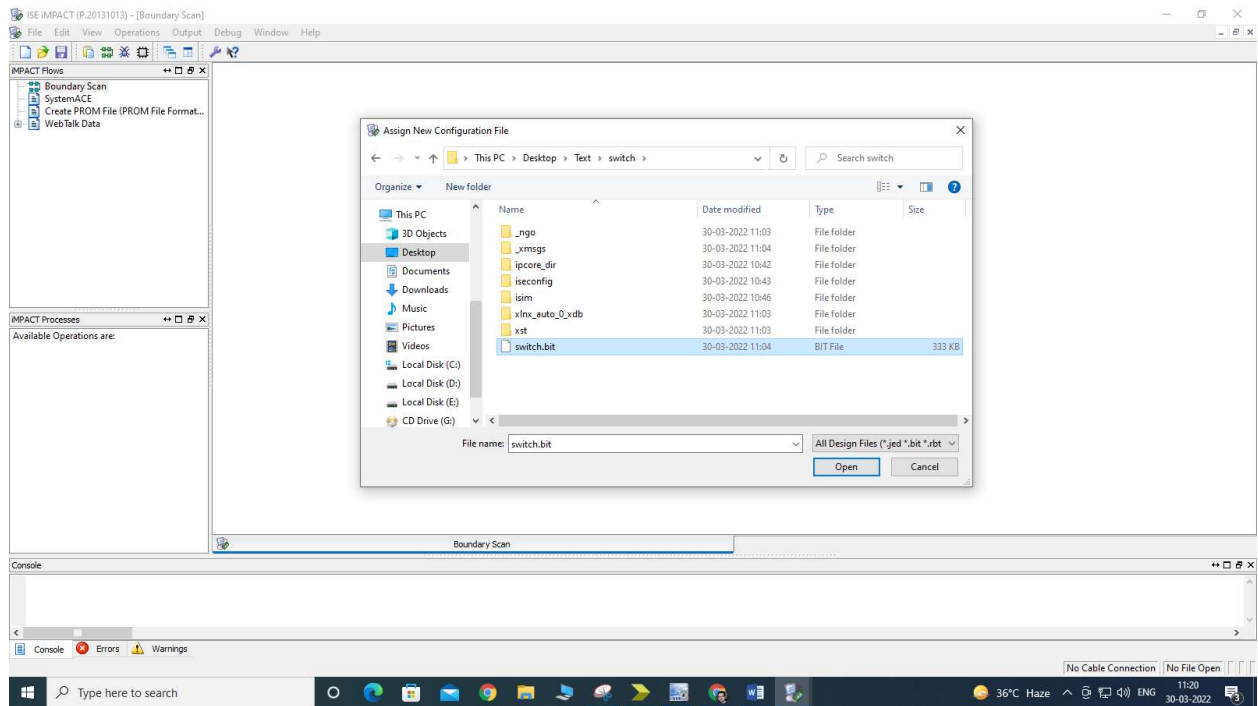 ISE iMPACT (P.20131013) - [Boundary Scan]
File Edit View Operations Output Debug Window Help
iMPACT Flows
Boundary Scan
SystemACE
Create PROM File (PROM File Format...
WebTalk Data
iMPACT Processes
Available Operations are:
Assign New Configuration File
This PC > Desktop > Text > switch >
Search switch
Organize New folder
Name Date modified Type Size
This PC
3D Objects
Desktop
Documents
Downloads
Music
Pictures
Videos
Local Disk (C:)
Local Disk (D:)
Local Disk (E:)
CD Drive (G:)
_ngo 30-03-2022 11:03 File folder
_xmsgs 30-03-2022 11:04 File folder
ipcore_dir 30-03-2022 10:42 File folder
iseconfig 30-03-2022 10:43 File folder
isim 30-03-2022 10:46 File folder
xlnx_auto_0_xdb 30-03-2022 11:03 File folder
xst 30-03-2022 11:03 File folder
switch.bit 30-03-2022 11:04 BIT File 333 KB
File name: switch.bit
All Design Files (*.jed *.bit *.rbt
Open Cancel
Boundary Scan
Console
Console Errors Warnings
No Cable Connection No File Open
Type here to search
36°C Haze ENG
11:20
30-03-2022
3